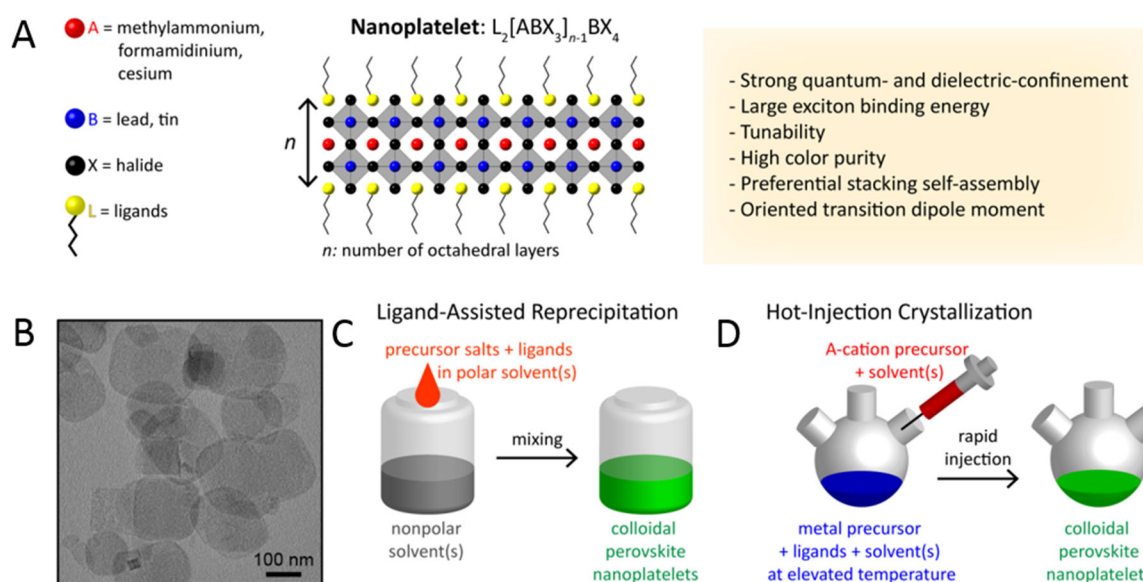 A
A = methylammonium,
formamidinium,
cesium
B = lead, tin
X = halide
L = ligands
Nanoplatelet: L₂[ABX₃]ₙ₋₁BX₄
n
n: number of octahedral layers
- Strong quantum- and dielectric-confinement
- Large exciton binding energy
- Tunability
- High color purity
- Preferential stacking self-assembly
- Oriented transition dipole moment
B
100 nm
C
Ligand-Assisted Reprecipitation
precursor salts + ligands
in polar solvent(s)
mixing
nonpolar
solvent(s)
colloidal
perovskite
nanoplatelets
D
Hot-Injection Crystallization
A-cation precursor
+ solvent(s)
rapid
injection
metal precursor
+ ligands + solvent(s)
at elevated temperature
colloidal
perovskite
nanoplatelets